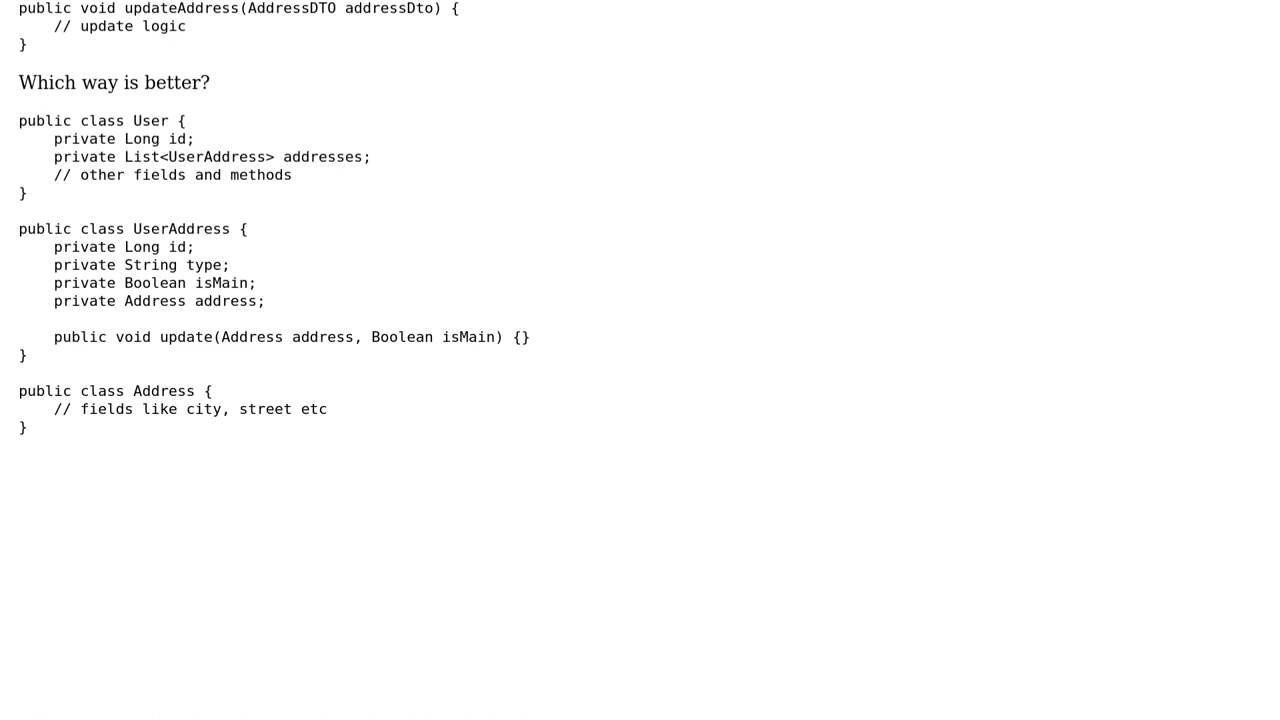 public void updateAddress(AddressDTO addressDto) {
    // update logic
}
Which way is better?
public class User {
    private Long id;
    private List<UserAddress> addresses;
    // other fields and methods
}
public class UserAddress {
    private Long id;
    private String type;
    private Boolean isMain;
    private Address address;
    public void update(Address address, Boolean isMain) {}
}
public class Address {
    // fields like city, street etc
}